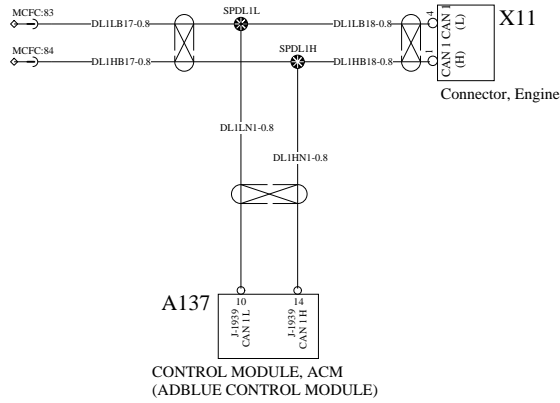 MCFC:83
DL1LB17-0.8
SPDL1L
DL1LB18-0.8
4
CAN 1
(L)
X11
MCFC:84
DL1HB17-0.8
SPDL1H
DL1HB18-0.8
1
CAN 1
(H)
Connector, Engine
DL1LN1-0.8
DL1HN1-0.8
A137
10
J-1939
CAN 1 L
14
J-1939
CAN 1 H
CONTROL MODULE, ACM
(ADBLUE CONTROL MODULE)